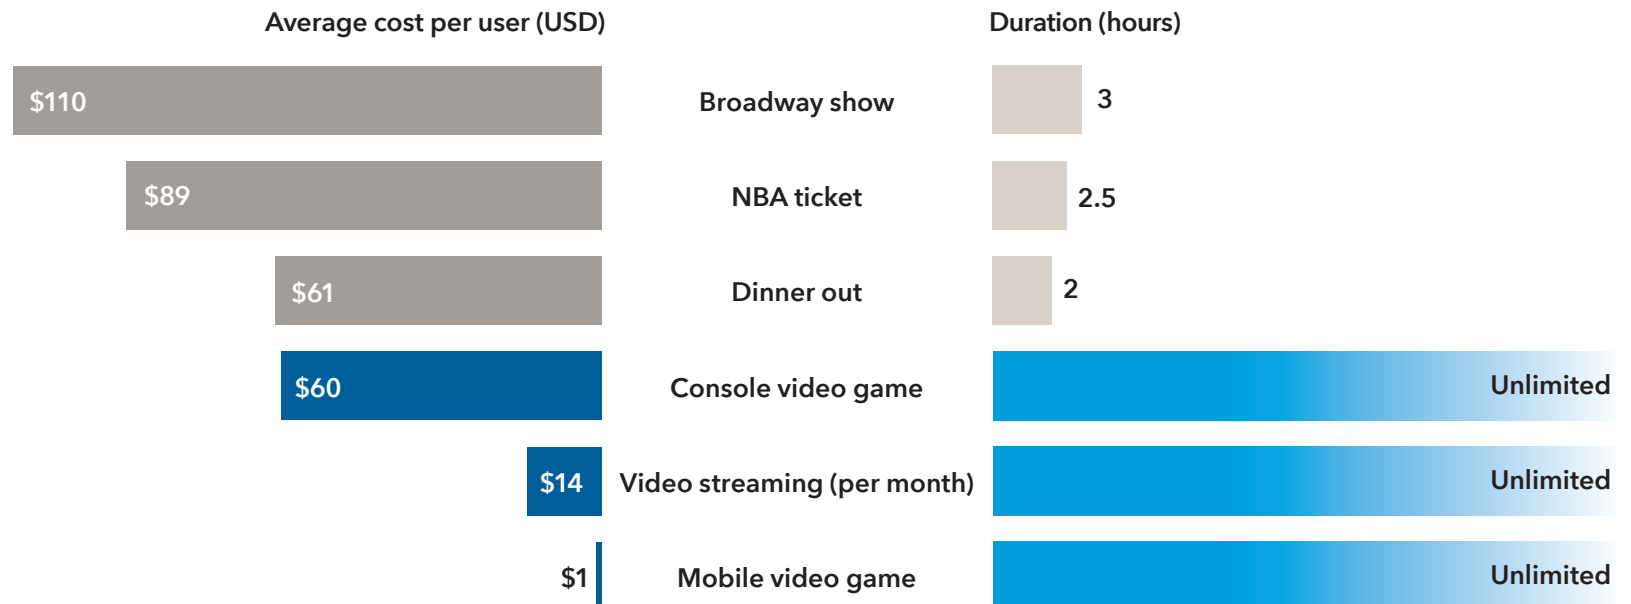 Average cost per user (USD) Duration (hours)
$110 Broadway show 3
$89 NBA ticket 2.5
$61 Dinner out 2
$60 Console video game Unlimited
$14 Video streaming (per month) Unlimited
$1 Mobile video game Unlimited